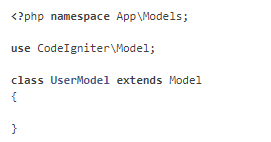 <?php namespace App\Models;
use CodeIgniter\Model;
class UserModel extends Model
{
}